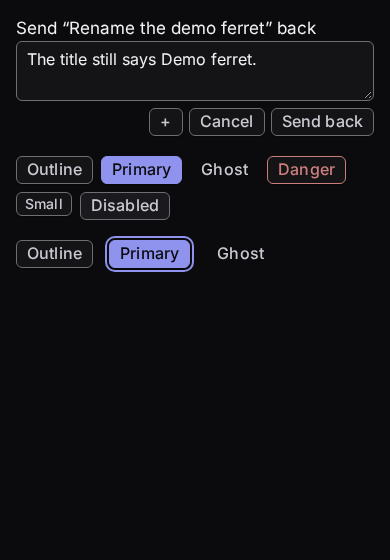 Send “Rename the demo ferret” back
The title still says Demo ferret.
+ Cancel Send back
Outline Primary Ghost Danger
Small Disabled
Outline Primary Ghost